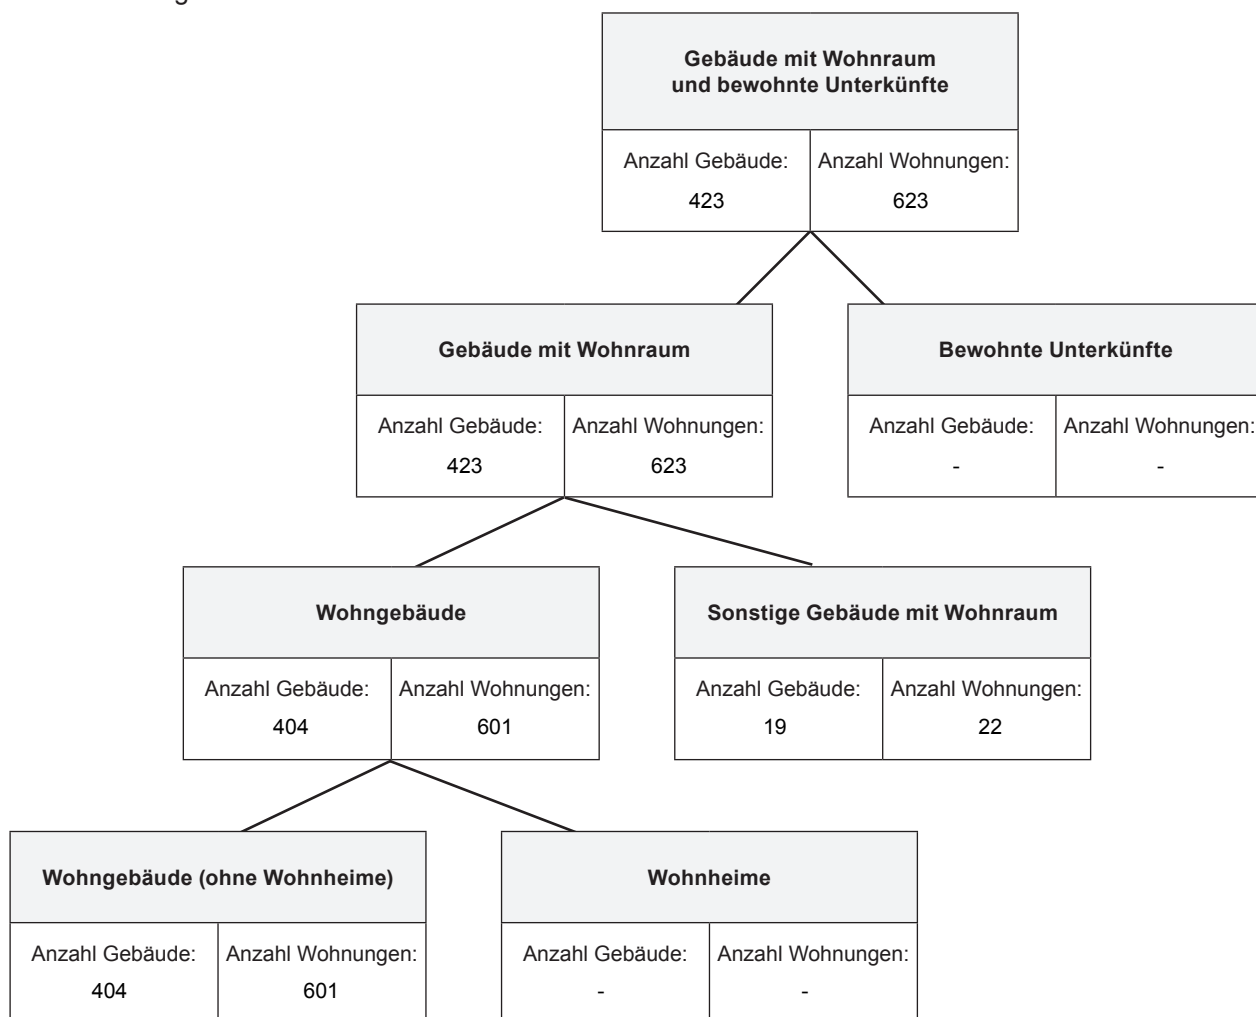 Gebäude mit Wohnraum
und bewohnte Unterkünfte
Anzahl Gebäude: Anzahl Wohnungen:
423 623
Gebäude mit Wohnraum
Anzahl Gebäude: Anzahl Wohnungen:
423 623
Bewohnte Unterkünfte
Anzahl Gebäude: Anzahl Wohnungen:
- -
Wohngebäude
Anzahl Gebäude: Anzahl Wohnungen:
404 601
Sonstige Gebäude mit Wohnraum
Anzahl Gebäude: Anzahl Wohnungen:
19 22
Wohngebäude (ohne Wohnheime)
Anzahl Gebäude: Anzahl Wohnungen:
404 601
Wohnheime
Anzahl Gebäude: Anzahl Wohnungen:
- -